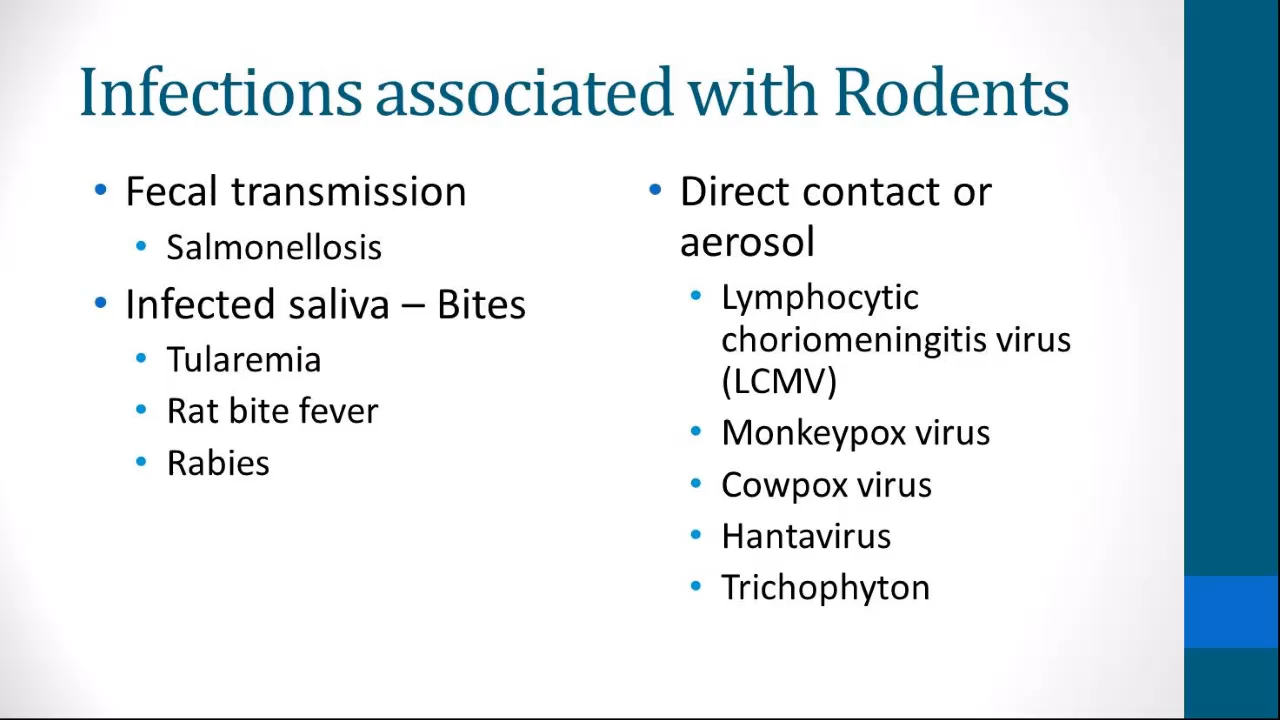 Infections associated with Rodents
• Fecal transmission
• Salmonellosis
• Infected saliva – Bites
• Tularemia
• Rat bite fever
• Rabies
• Direct contact or
aerosol
• Lymphocytic
choriomeningitis virus
(LCMV)
• Monkeypox virus
• Cowpox virus
• Hantavirus
• Trichophyton